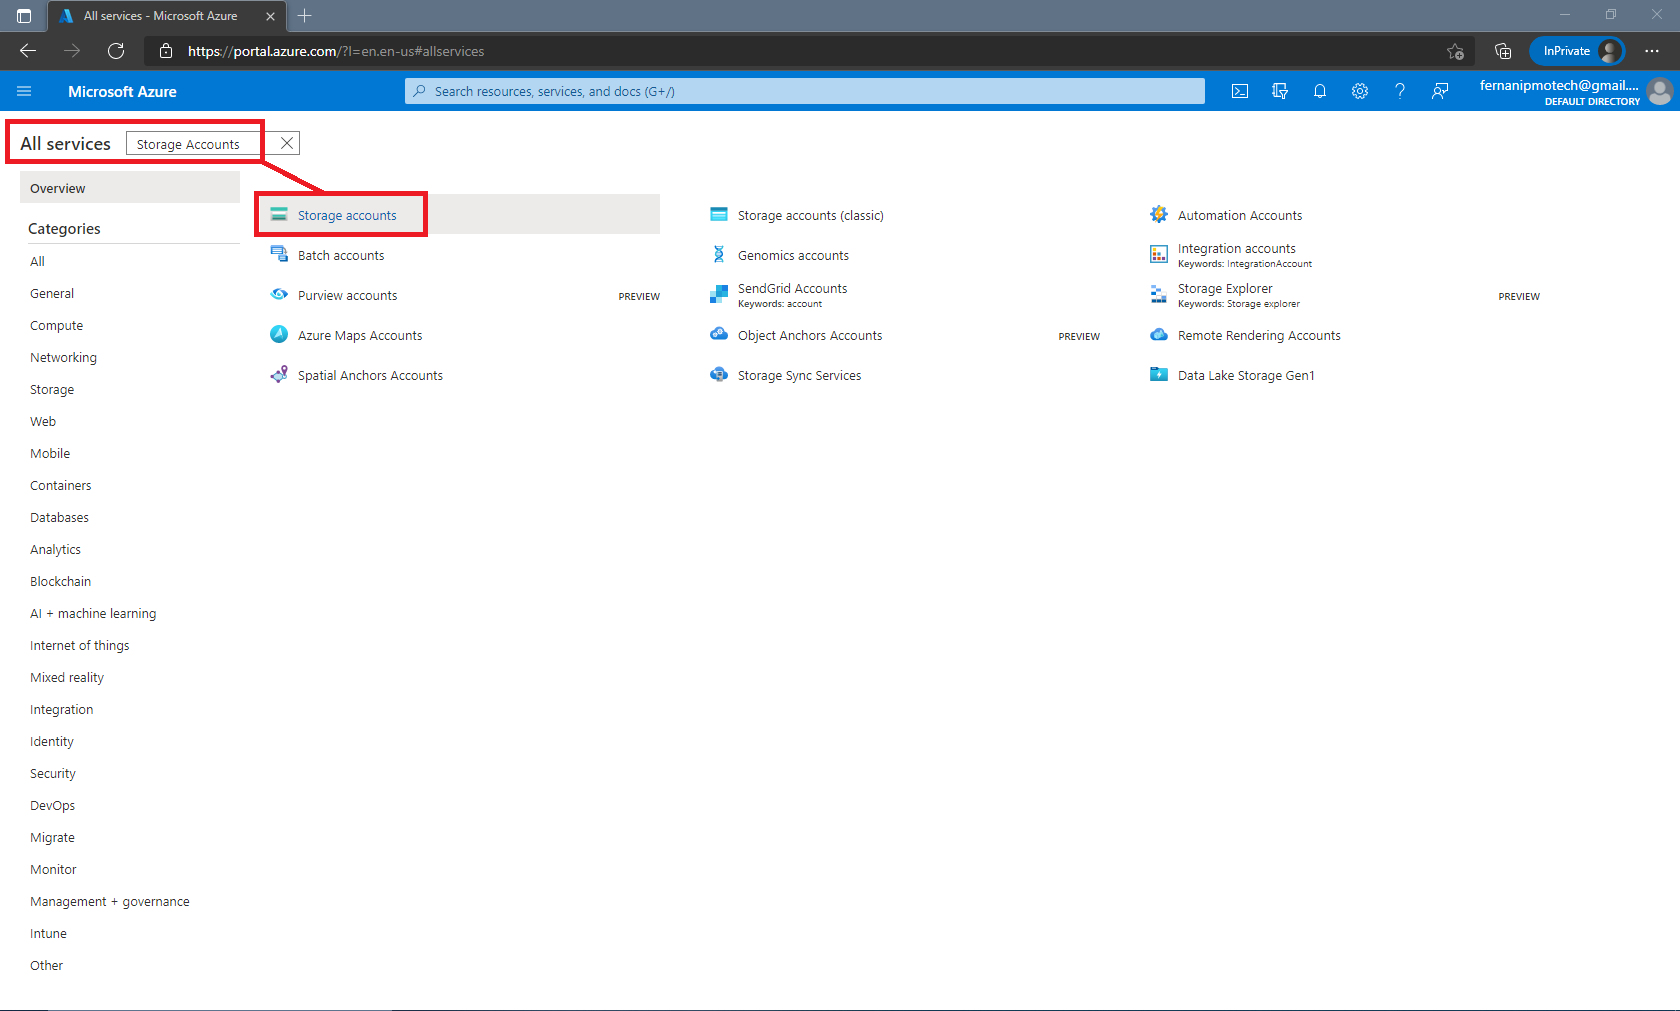 All services - Microsoft Azure
https://portal.azure.com/?l=en.en-us#allservices
InPrivate
Microsoft Azure
Search resources, services, and docs (G+/)
fernanipmotech@gmail....
DEFAULT DIRECTORY
All services
Storage Accounts
Overview
Categories
All
General
Compute
Networking
Storage
Web
Mobile
Containers
Databases
Analytics
Blockchain
AI + machine learning
Internet of things
Mixed reality
Integration
Identity
Security
DevOps
Migrate
Monitor
Management + governance
Intune
Other
Storage accounts
Batch accounts
Purview accounts
PREVIEW
Azure Maps Accounts
Spatial Anchors Accounts
Storage accounts (classic)
Genomics accounts
SendGrid Accounts
Keywords: account
Object Anchors Accounts
PREVIEW
Storage Sync Services
Automation Accounts
Integration accounts
Keywords: IntegrationAccount
Storage Explorer
Keywords: Storage explorer
PREVIEW
Remote Rendering Accounts
Data Lake Storage Gen1